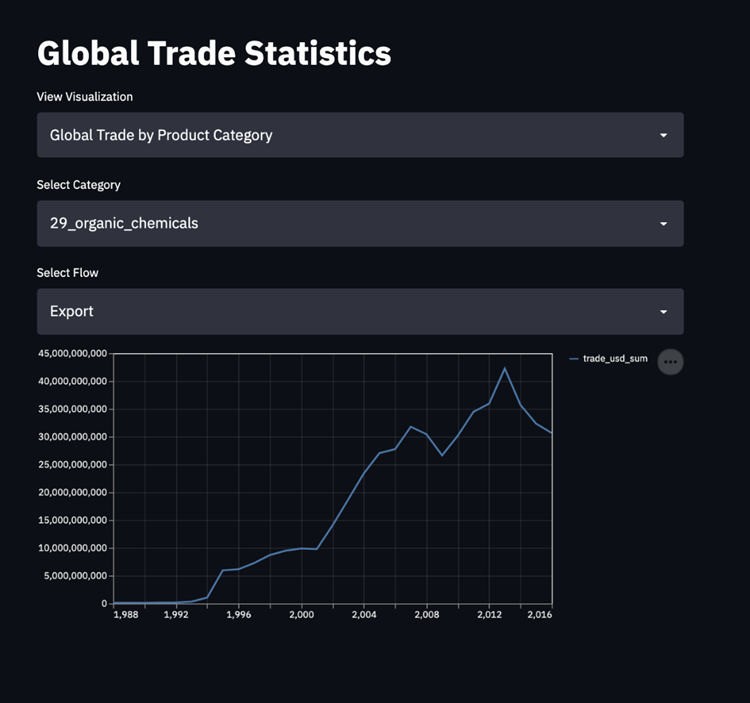 Global Trade Statistics
View Visualization
Global Trade by Product Category
Select Category
29_organic_chemicals
Select Flow
Export
45,000,000,000
40,000,000,000
35,000,000,000
30,000,000,000
25,000,000,000
20,000,000,000
15,000,000,000
10,000,000,000
5,000,000,000
0
1,988 1,992 1,996 2,000 2,004 2,008 2,012 2,016
trade_usd_sum